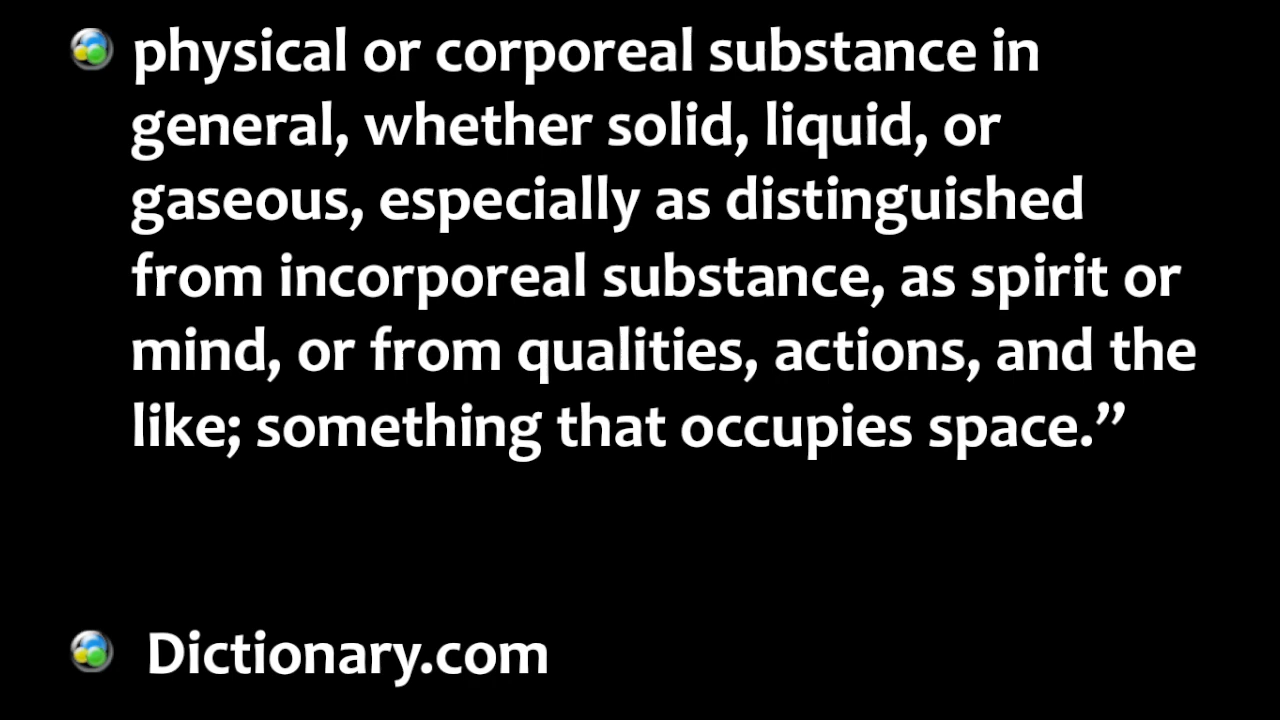 physical or corporeal substance in
general, whether solid, liquid, or
gaseous, especially as distinguished
from incorporeal substance, as spirit or
mind, or from qualities, actions, and the
like; something that occupies space.”
Dictionary.com